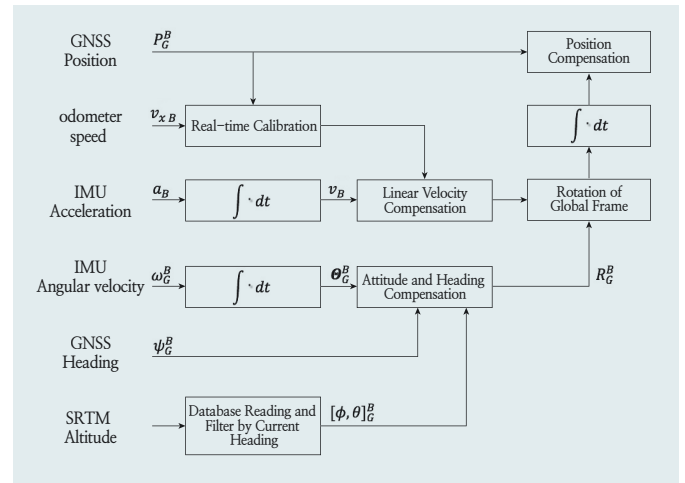 GNSS
Position
P_G^B
Position
Compensation
odometer
speed
v_{x B}
Real-time Calibration
∫ · dt
IMU
Acceleration
a_B
∫ · dt
v_B
Linear Velocity
Compensation
Rotation of
Global Frame
IMU
Angular velocity
ω_G^B
∫ · dt
Θ_G^B
Attitude and Heading
Compensation
R_G^B
GNSS
Heading
ψ_G^B
SRTM
Altitude
Database Reading and
Filter by Current
Heading
[ϕ, θ]_G^B